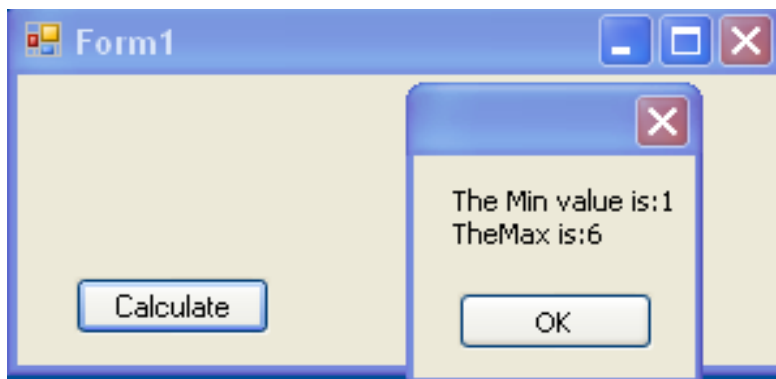 Form1
The Min value is:1
TheMax is:6
Calculate
OK